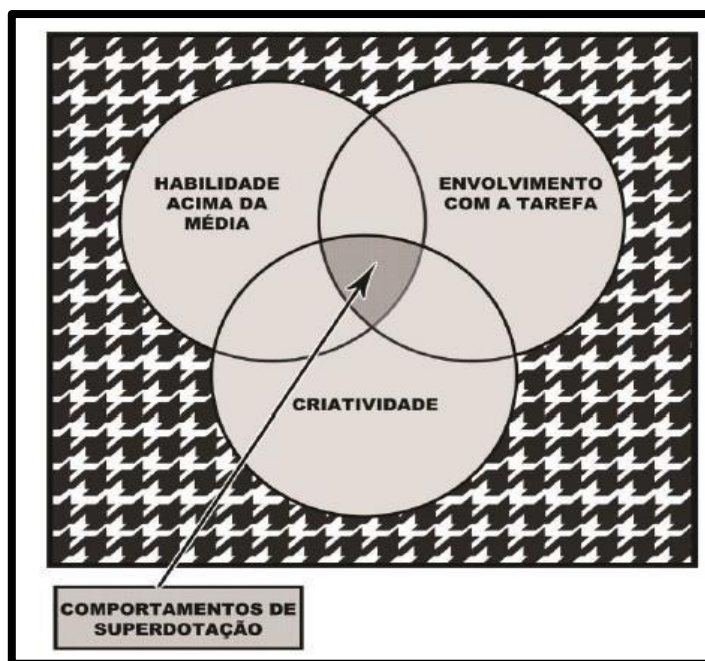 HABILIDADE
ACIMA DA
MÉDIA
ENVOLVIMENTO
COM A TAREFA
CRIATIVIDADE
COMPORTAMENTOS DE
SUPERDOTAÇÃO